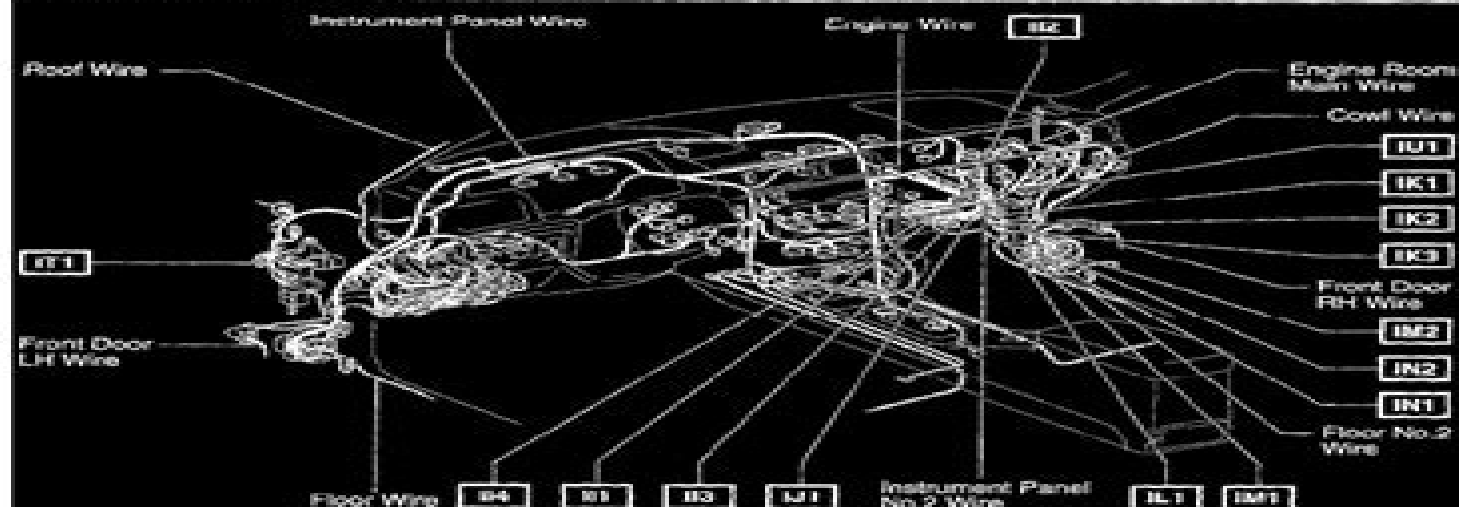 Instrument Panel Wire
Engine Wire
Roof Wire
Engine Room
Main Wire
Cowl Wire
IU1
IK1
IK2
IK3
IT1
Front Door
RH Wire
Front Door
LH Wire
IM2
IN2
IN1
Floor No.2
Wire
Floor Wire
IJ1
Instrument Panel
No.2 Wire
IL1
IM1